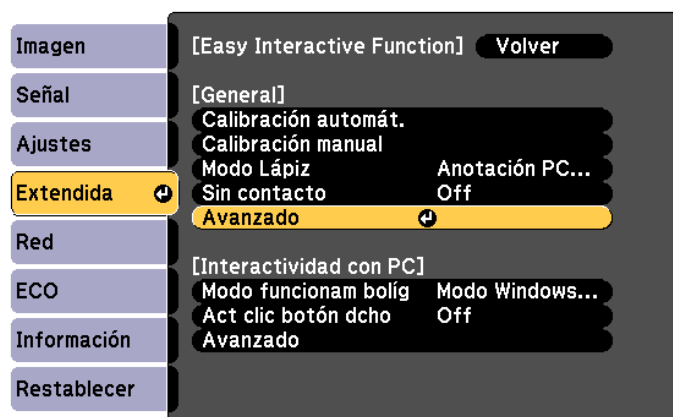 Imagen
Señal
Ajustes
Extendida
Red
ECO
Información
Restablecer
[Easy Interactive Function] Volver
[General]
Calibración automát.
Calibración manual
Modo Lápiz Anotación PC...
Sin contacto Off
Avanzado
[Interactividad con PC]
Modo funcionam bolíg Modo Windows...
Act clic botón dcho Off
Avanzado